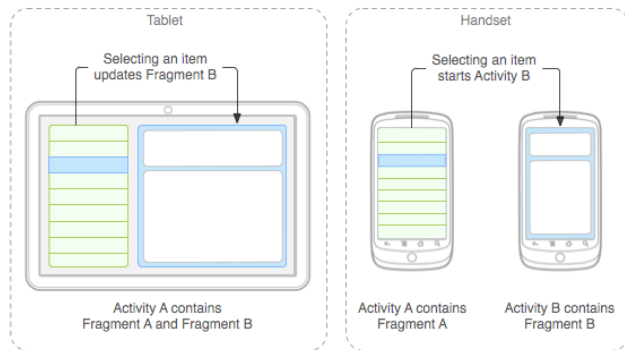 Tablet
Selecting an item
updates Fragment B
Activity A contains
Fragment A and Fragment B
Handset
Selecting an item
starts Activity B
Activity A contains
Fragment A
Activity B contains
Fragment B